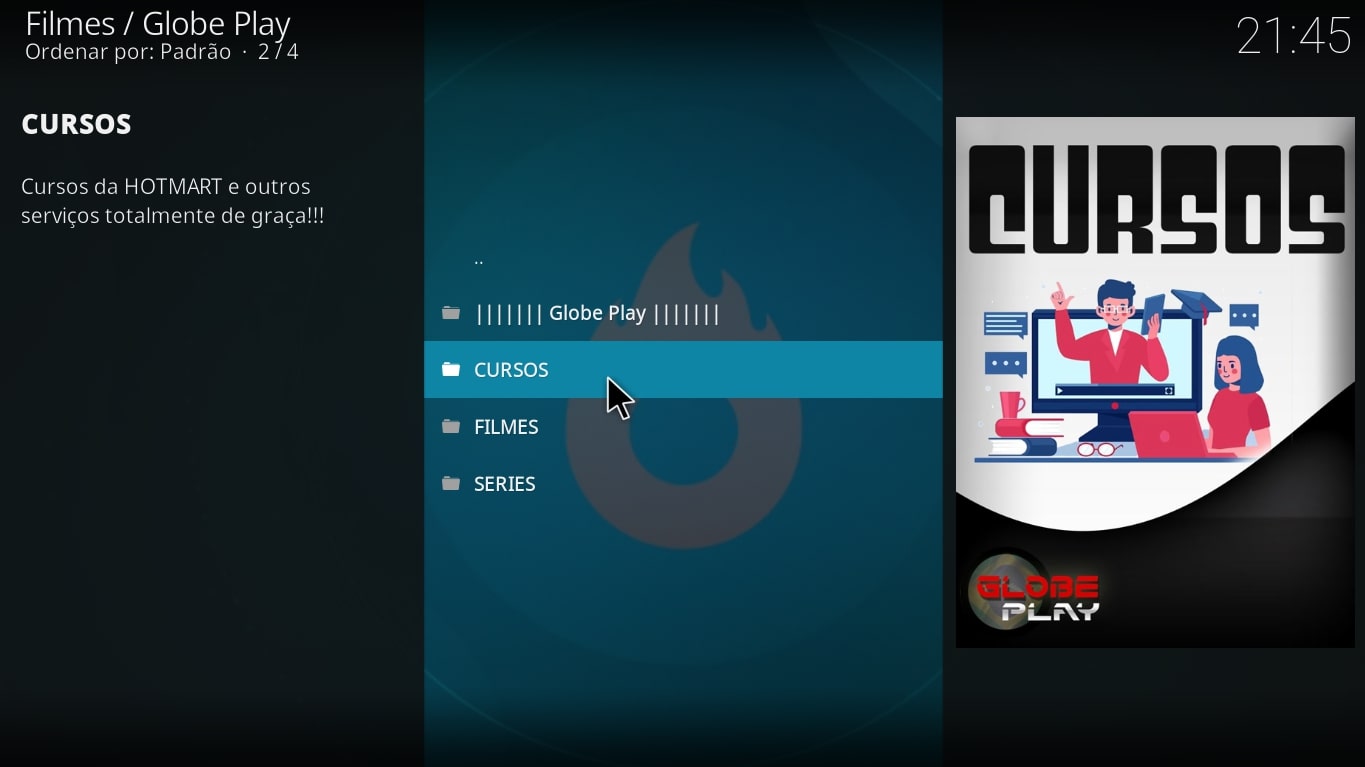 Filmes / Globe Play
Ordenar por: Padrão · 2 / 4
21:45
CURSOS
Cursos da HOTMART e outros
serviços totalmente de graça!!!
..
||||||| Globe Play |||||||
CURSOS
FILMES
SERIES
CURSOS
GLOBE
PLAY